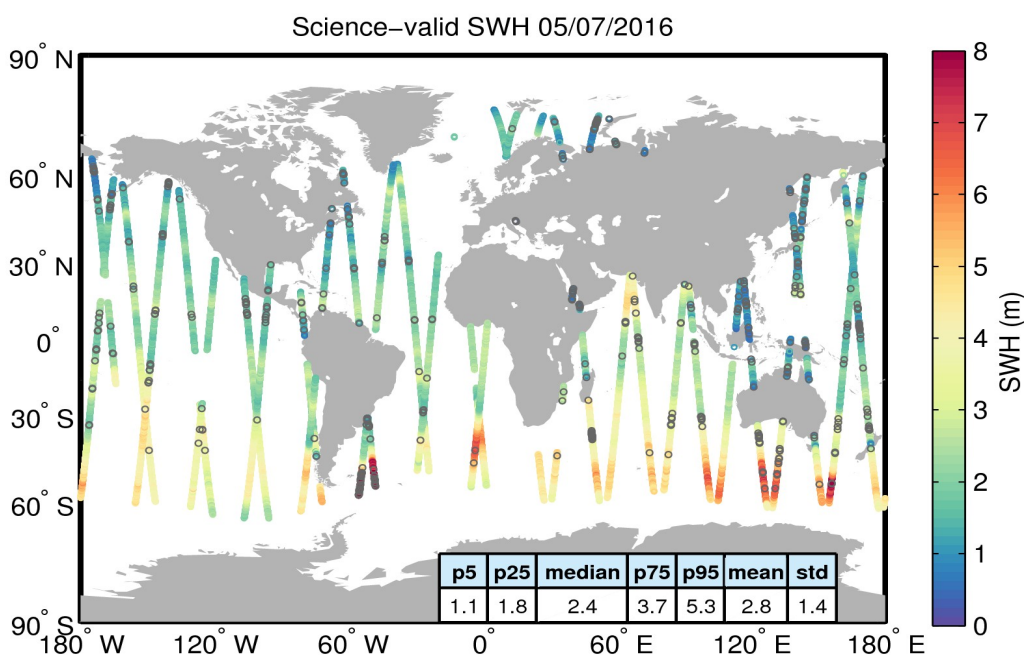 Science−valid SWH 05/07/2016
90° N
60° N
30° N
0°
30° S
60° S
90° S
180° W
120° W
60° W
0°
60° E
120° E
180° E
p5 p25 median p75 p95 mean std
1.1 1.8 2.4 3.7 5.3 2.8 1.4
8
7
6
5
4
3
2
1
0
SWH (m)